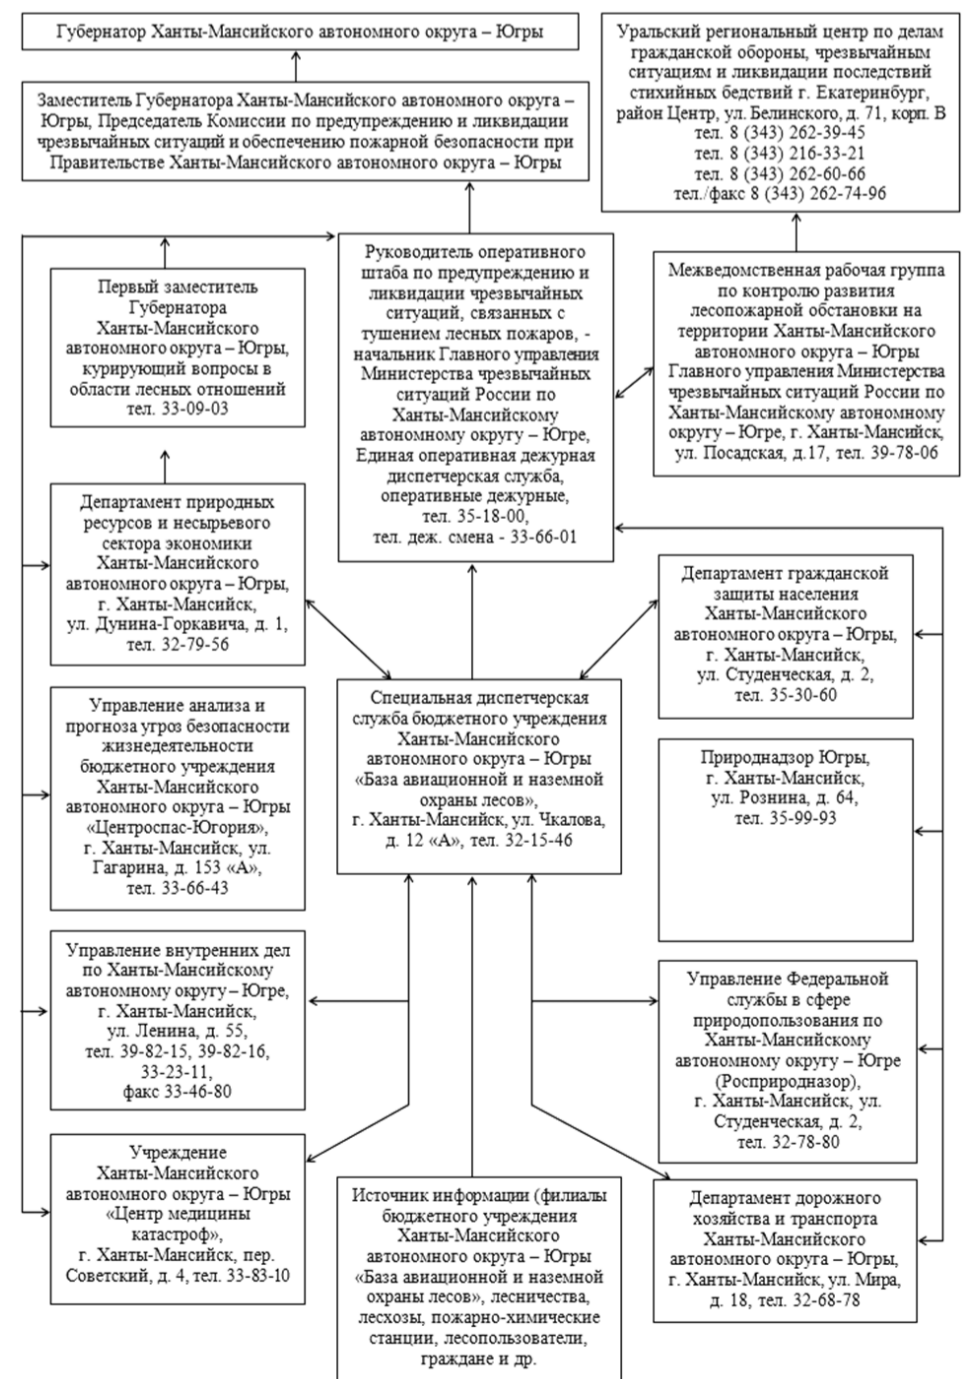 Губернатор Ханты-Мансийского автономного округа – Югры
Заместитель Губернатора Ханты-Мансийского автономного округа –
Югры, Председатель Комиссии по предупреждению и ликвидации
чрезвычайных ситуаций и обеспечению пожарной безопасности при
Правительстве Ханты-Мансийского автономного округа – Югры
Уральский региональный центр по делам
гражданской обороны, чрезвычайным
ситуациям и ликвидации последствий
стихийных бедствий г. Екатеринбург,
район Центр, ул. Белинского, д. 71, корп. В
тел. 8 (343) 262-39-45
тел. 8 (343) 216-33-21
тел. 8 (343) 262-60-66
тел./факс 8 (343) 262-74-96
Первый заместитель
Губернатора
Ханты-Мансийского
автономного округа – Югры,
курирующий вопросы в
области лесных отношений
тел. 33-09-03
Руководитель оперативного
штаба по предупреждению и
ликвидации чрезвычайных
ситуаций, связанных с
тушением лесных пожаров, -
начальник Главного управления
Министерства чрезвычайных
ситуаций России по
Ханты-Мансийскому
автономному округу – Югре,
Единая оперативная дежурная
диспетчерская служба,
оперативные дежурные,
тел. 35-18-00,
тел. деж. смена - 33-66-01
Межведомственная рабочая группа
по контролю развития
лесопожарной обстановки на
территории Ханты-Мансийского
автономного округа – Югры
Главного управления Министерства
чрезвычайных ситуаций России по
Ханты-Мансийскому автономному
округу – Югре, г. Ханты-Мансийск,
ул. Посадская, д.17, тел. 39-78-06
Департамент природных
ресурсов и несырьевого
сектора экономики
Ханты-Мансийского
автономного округа – Югры,
г. Ханты-Мансийск,
ул. Дунина-Горкавича, д. 1,
тел. 32-79-56
Департамент гражданской
защиты населения
Ханты-Мансийского
автономного округа – Югры,
г. Ханты-Мансийск,
ул. Студенческая, д. 2,
тел. 35-30-60
Управление анализа и
прогноза угроз безопасности
жизнедеятельности
бюджетного учреждения
Ханты-Мансийского
автономного округа – Югры
«Центроспас-Югория»,
г. Ханты-Мансийск, ул.
Гагарина, д. 153 «А»,
тел. 33-66-43
Специальная диспетчерская
служба бюджетного учреждения
Ханты-Мансийского
автономного округа – Югры
«База авиационной и наземной
охраны лесов»,
г. Ханты-Мансийск, ул. Чкалова,
д. 12 «А», тел. 32-15-46
Природнадзор Югры,
г. Ханты-Мансийск,
ул. Рознина, д. 64,
тел. 35-99-93
Управление внутренних дел
по Ханты-Мансийскому
автономному округу – Югре,
г. Ханты-Мансийск,
ул. Ленина, д. 55,
тел. 39-82-15, 39-82-16,
33-23-11,
факс 33-46-80
Управление Федеральной
службы в сфере
природопользования по
Ханты-Мансийскому
автономному округу – Югре
(Росприродназор),
г. Ханты-Мансийск, ул.
Студенческая, д. 2,
тел. 32-78-80
Учреждение
Ханты-Мансийского
автономного округа – Югры
«Центр медицины
катастроф»,
г. Ханты-Мансийск, пер.
Советский, д. 4, тел. 33-83-10
Источник информации (филиалы
бюджетного учреждения
Ханты-Мансийского
автономного округа – Югры
«База авиационной и наземной
охраны лесов», лесничества,
лесхозы, пожарно-химические
станции, лесопользователи,
граждане и др.
Департамент дорожного
хозяйства и транспорта
Ханты-Мансийского
автономного округа – Югры,
г. Ханты-Мансийск, ул. Мира,
д. 18, тел. 32-68-78